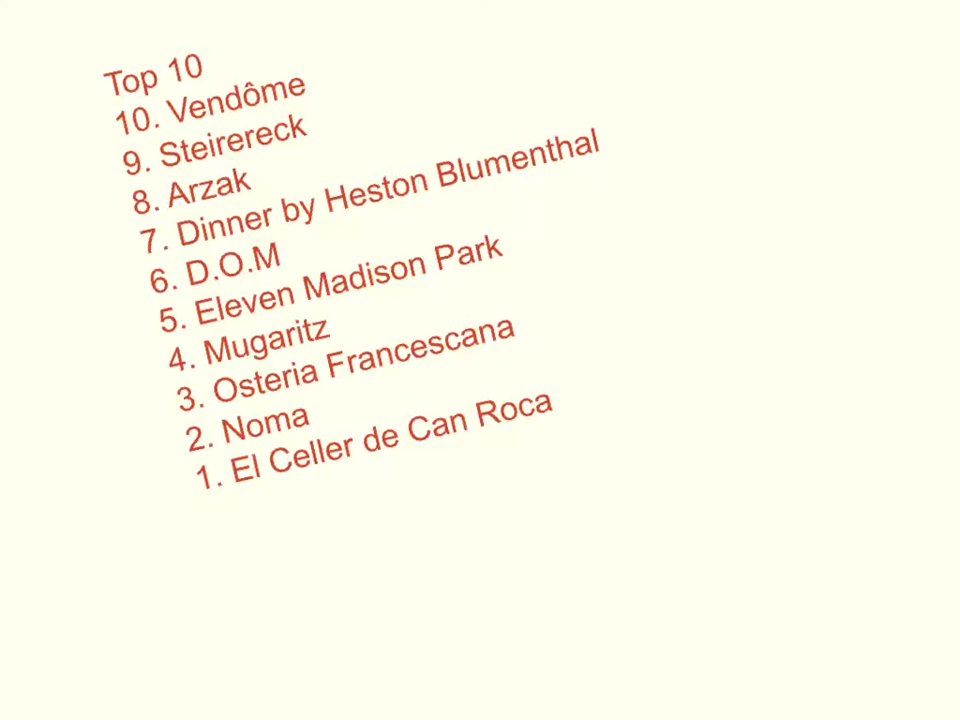 Top 10
10. Vendôme
9. Steirereck
8. Arzak
7. Dinner by Heston Blumenthal
6. D.O.M
5. Eleven Madison Park
4. Mugaritz
3. Osteria Francescana
2. Noma
1. El Celler de Can Roca